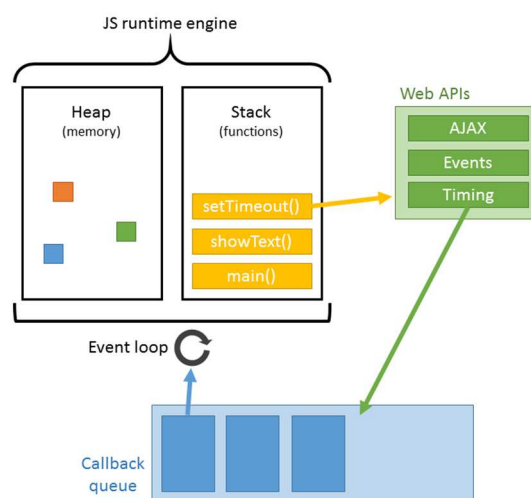 JS runtime engine
Heap
(memory)
Stack
(functions)
setTimeout()
showText()
main()
Web APIs
AJAX
Events
Timing
Event loop
Callback
queue